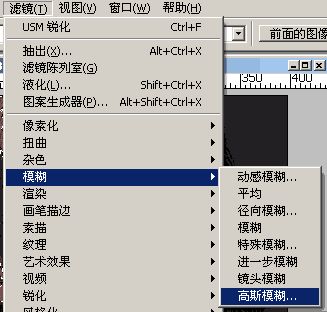 滤镜(T) 视图(V) 窗口(W) 帮助(H)
USM 锐化 Ctrl+F
前面的图像
抽出(X)... Alt+Ctrl+X
滤镜陈列室(G)
液化(L)... Shift+Ctrl+X
图案生成器(P)... Alt+Shift+Ctrl+X
350 400
像素化
扭曲
杂色
模糊
动感模糊...
渲染
平均
画笔描边
径向模糊...
素描
模糊
纹理
特殊模糊...
艺术效果
进一步模糊
视频
镜头模糊
锐化
高斯模糊...